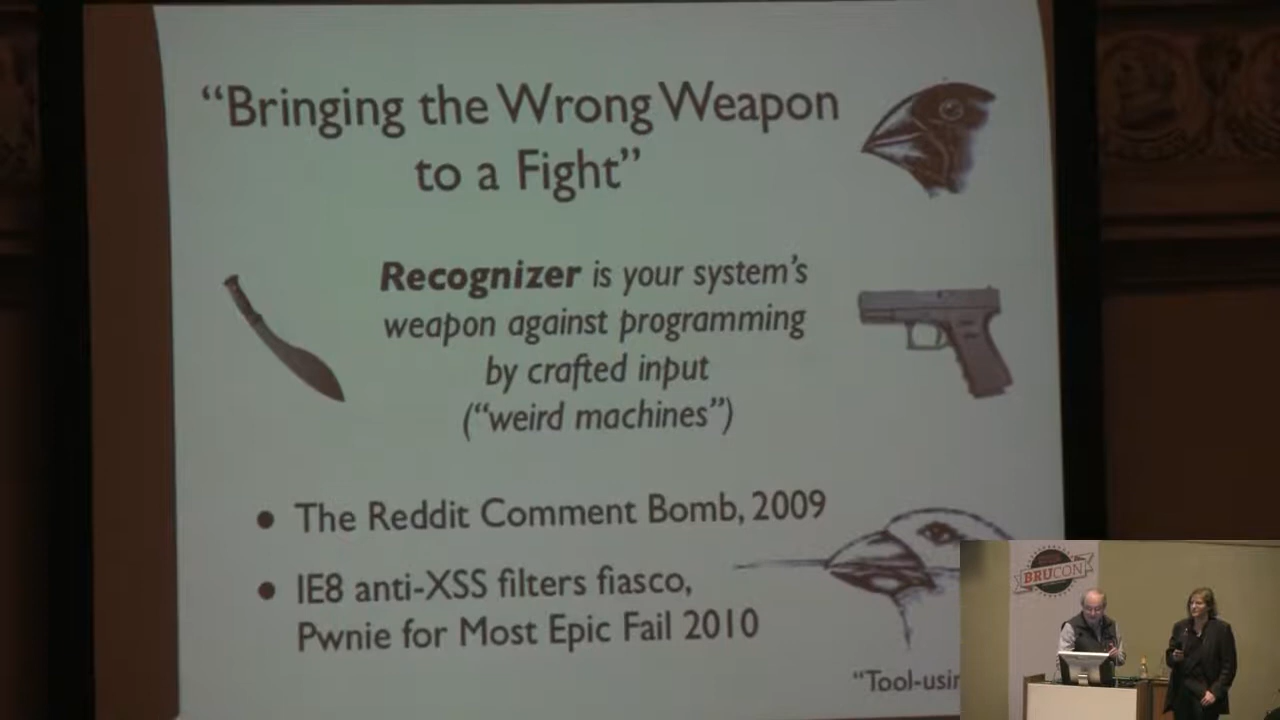 “Bringing the Wrong Weapon
to a Fight”
Recognizer is your system’s
weapon against programming
by crafted input
(“weird machines”)
• The Reddit Comment Bomb, 2009
• IE8 anti-XSS filters fiasco,
Pwnie for Most Epic Fail 2010
BRUCON